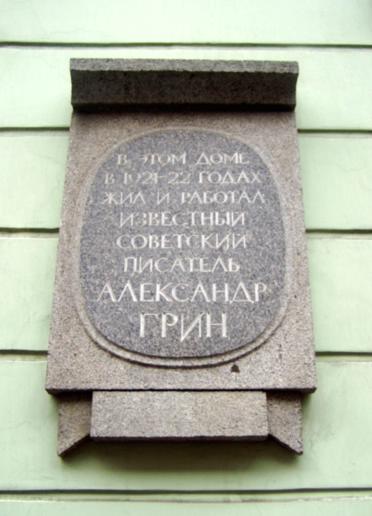 В ЭТОМ ДОМЕ
В 1921-22 ГОДАХ
ЖИЛ И РАБОТАЛ
ИЗВЕСТНЫЙ
СОВЕТСКИЙ
ПИСАТЕЛЬ
АЛЕКСАНДР
ГРИН